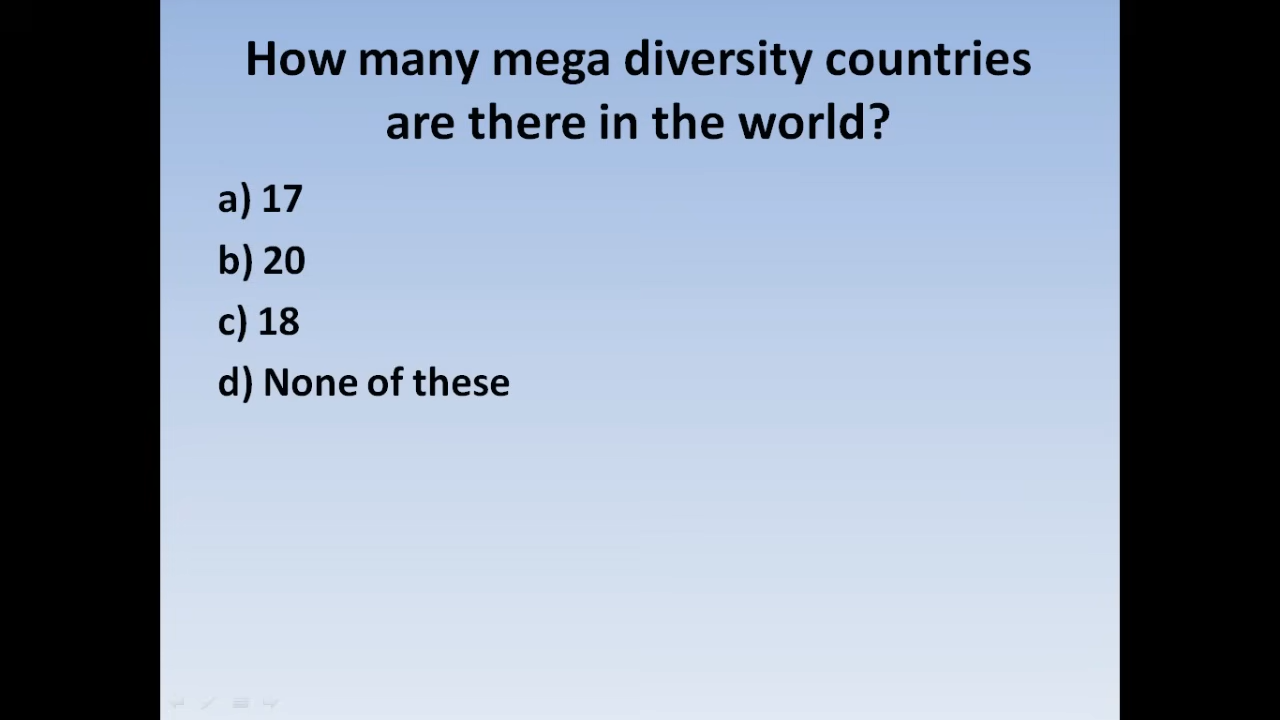 How many mega diversity countries
are there in the world?
a) 17
b) 20
c) 18
d) None of these